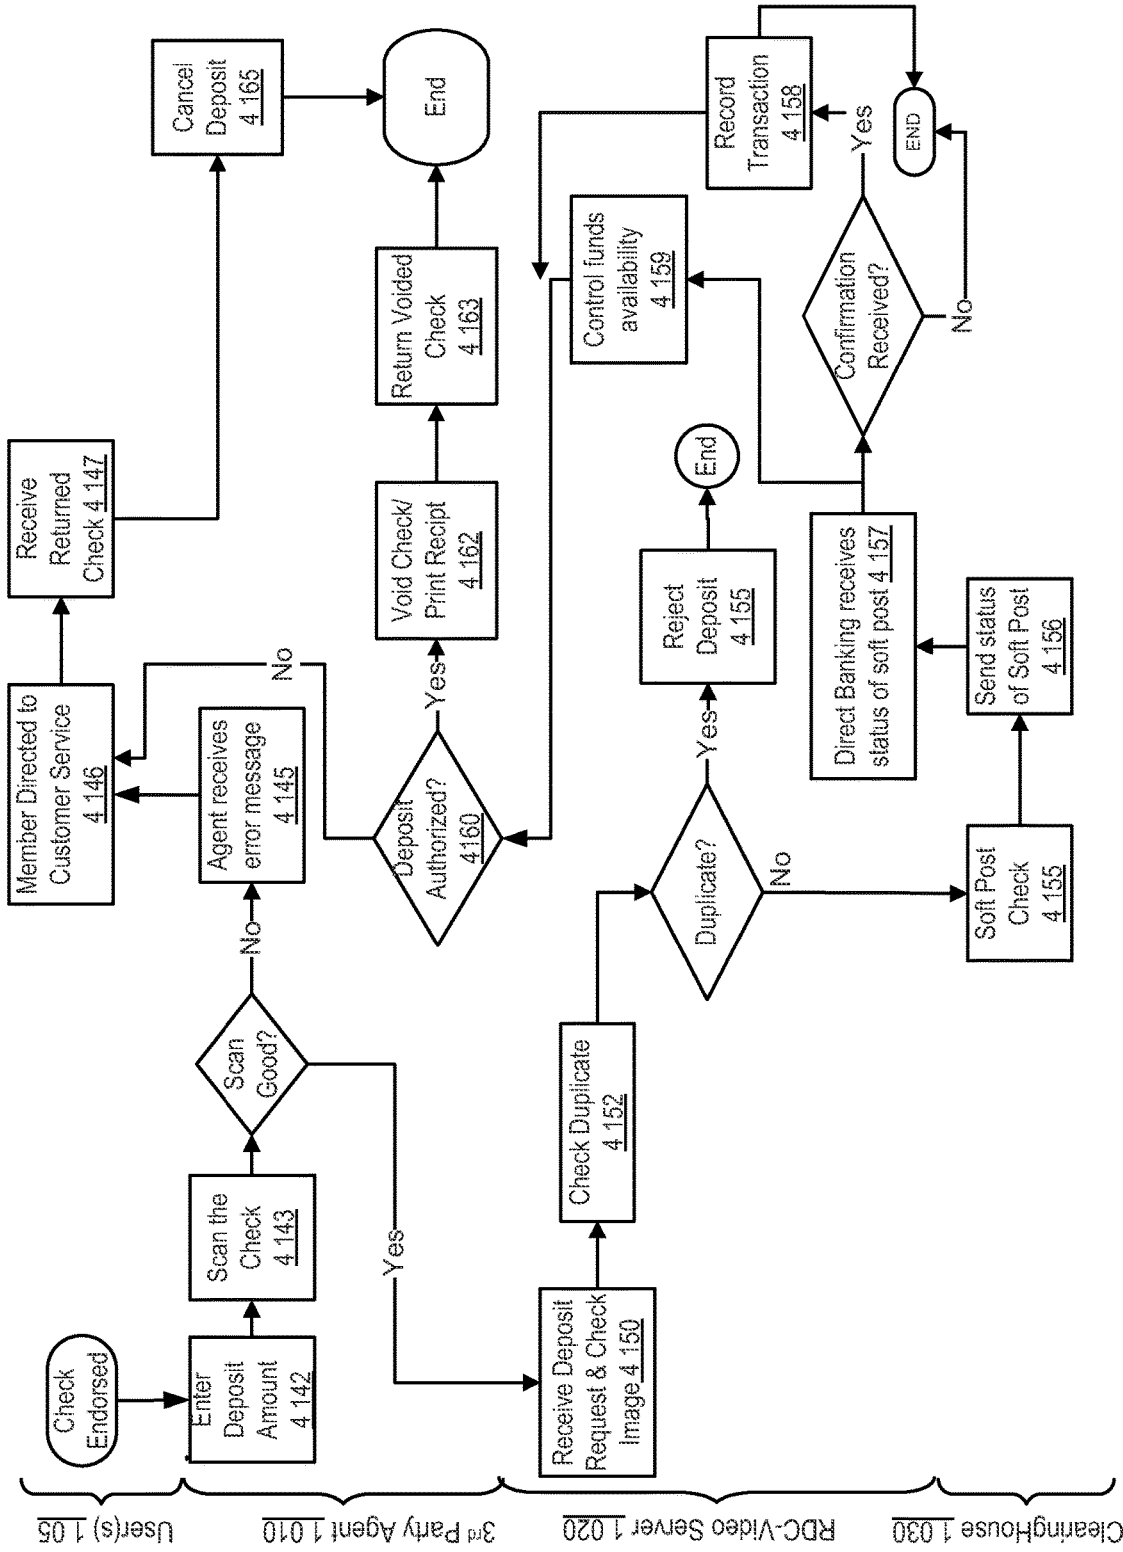 User(s) 1 05
Check
Endorsed
Member Directed to
Customer Service
4 146
Receive
Returned
Check 4 147
3rd Party Agent 1 010
Enter
Deposit
Amount
4 142
Scan the
Check
4 143
Scan
Good?
No
Yes
Agent receives
error message
4 145
No
Cancel
Deposit
4 165
Deposit
Authorized?
4160
Yes
Void Check/
Print Recipt
4 162
Return Voided
Check
4 163
End
RDC-Video Server 1 020
Receive Deposit
Request & Check
Image 4 150
Check Duplicate
4 152
Duplicate?
Yes
No
Reject
Deposit
4 155
End
Control funds
availability
4 159
Record
Transaction
4 158
Direct Banking receives
status of soft post 4 157
Confirmation
Received?
Yes
No
END
ClearingHouse 1 030
Soft Post
Check
4 155
Send status
of Soft Post
4 156